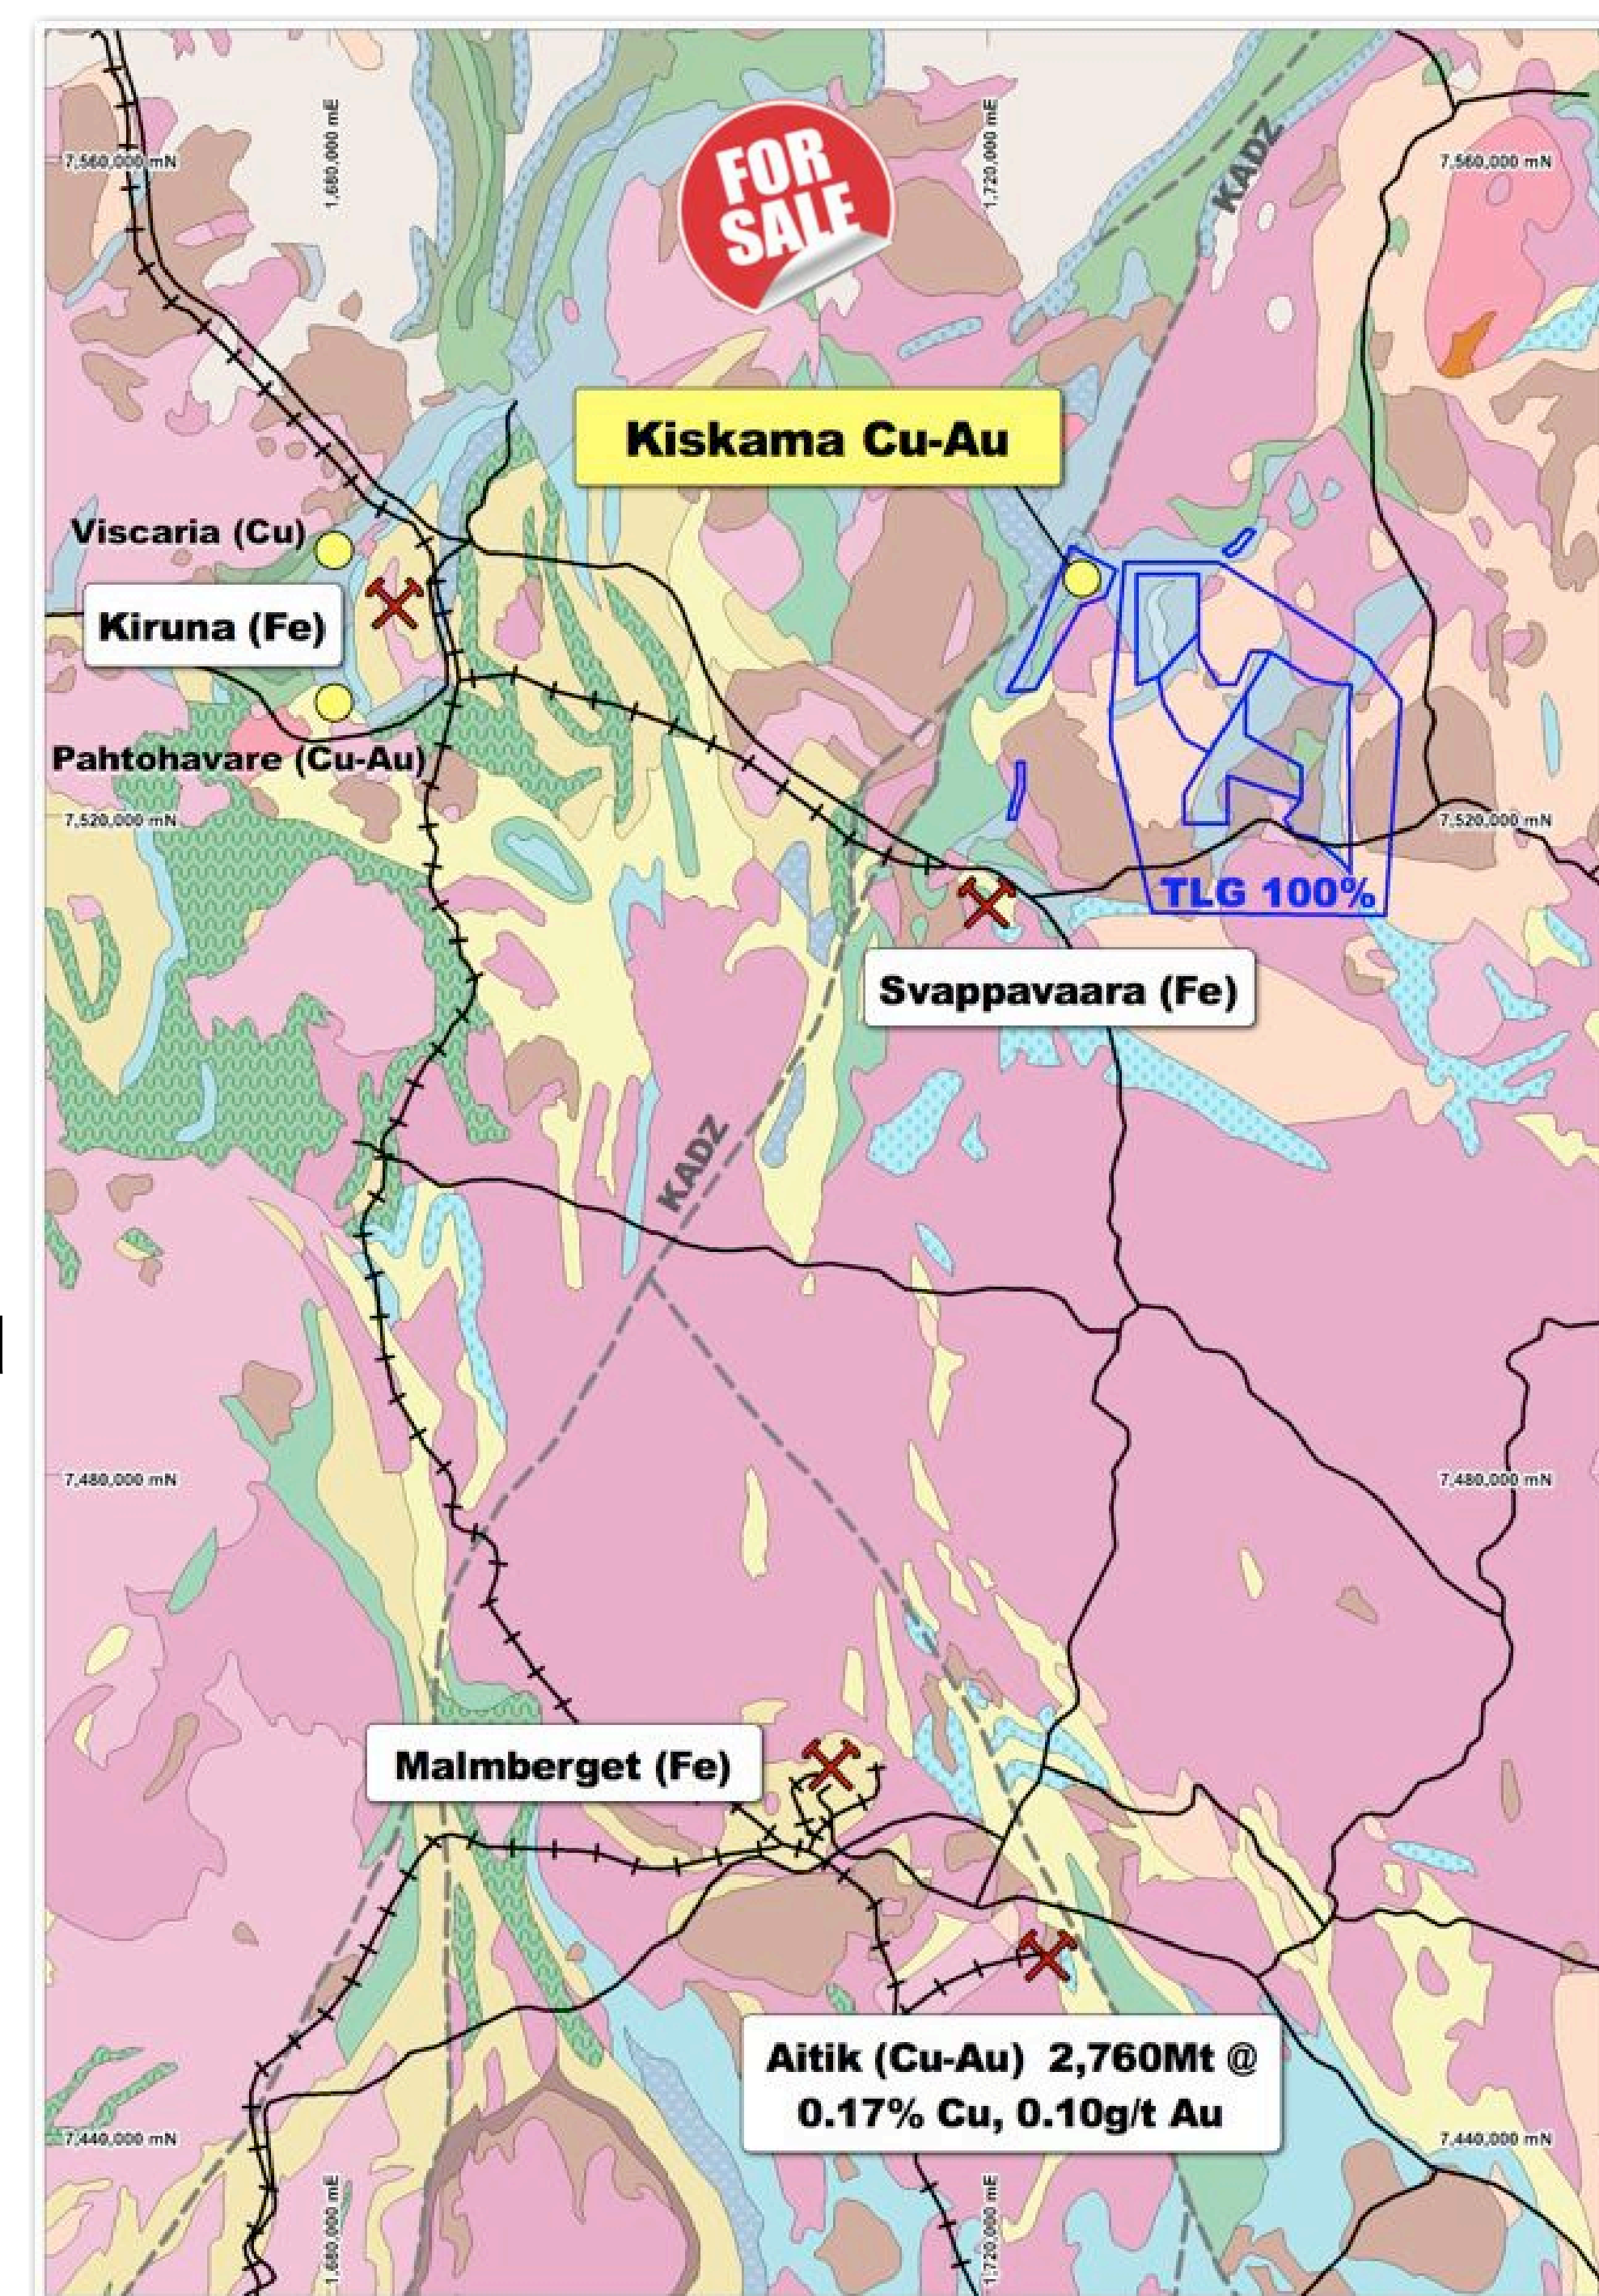 1,680,000 mE
1,720,000 mE
KADZ
7,560,000 mN
7,560,000 mN
FOR
SALE
Kiskama Cu-Au
Viscaria (Cu)
Kiruna (Fe)
Pahtohavare (Cu-Au)
7,520,000 mN
7,520,000 mN
TLG 100%
Svappavaara (Fe)
KADZ
7,480,000 mN
7,480,000 mN
Malmberget (Fe)
Aitik (Cu-Au) 2,760Mt @
0.17% Cu, 0.10g/t Au
7,440,000 mN
7,440,000 mN
1,680,000 mE
1,720,000 mE